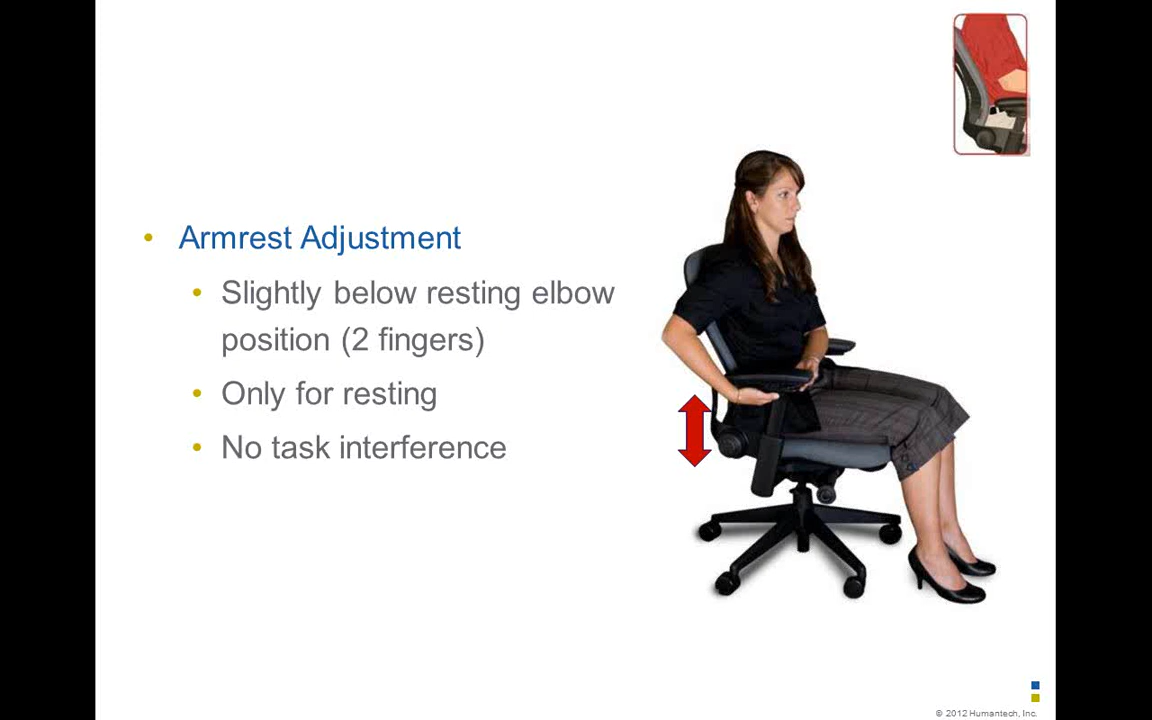 • Armrest Adjustment
• Slightly below resting elbow
position (2 fingers)
• Only for resting
• No task interference
© 2012 Humantech, Inc.